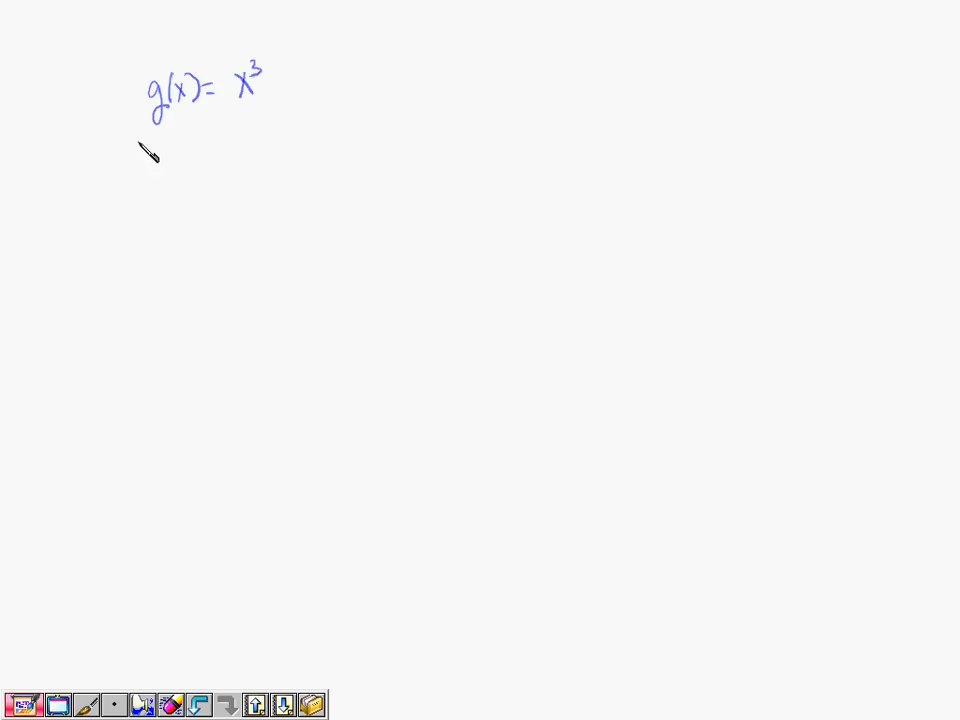 g(x) = x³